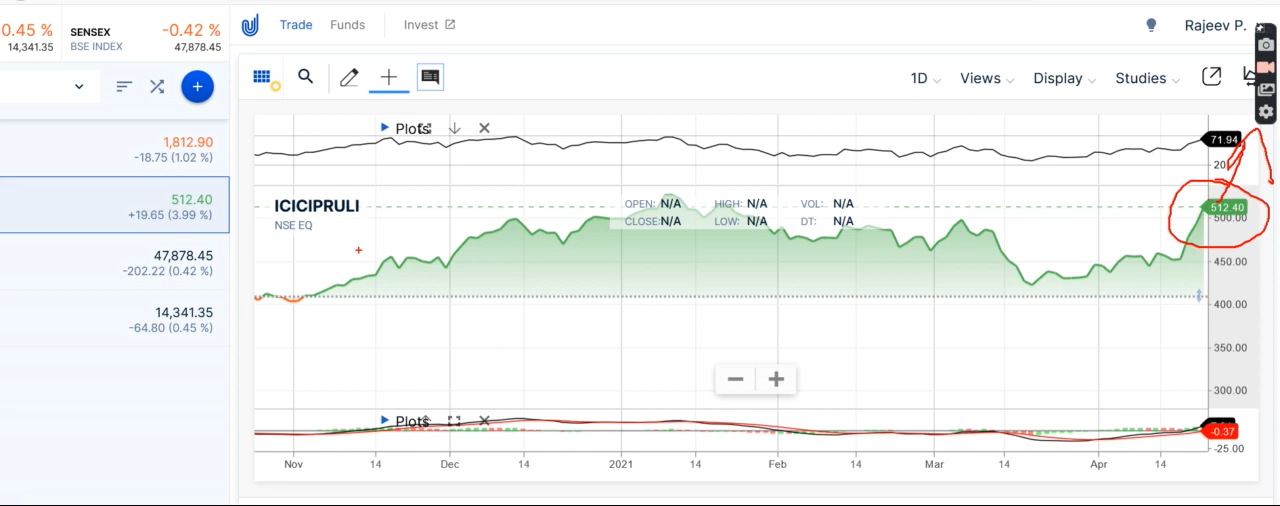 0.45 %
14,341.35
SENSEX
BSE INDEX
-0.42 %
47,878.45
Trade
Funds
Invest
Rajeev P.
1D
Views
Display
Studies
1,812.90
-18.75 (1.02 %)
512.40
+19.65 (3.99 %)
47,878.45
-202.22 (0.42 %)
14,341.35
-64.80 (0.45 %)
Plots
71.94
20
ICICIPRULI
NSE EQ
OPEN: N/A HIGH: N/A VOL: N/A
CLOSE: N/A LOW: N/A DT: N/A
512.40
500.00
450.00
400.00
350.00
300.00
Plots
-0.37
-25.00
Nov 14 Dec 14 2021 14 Feb 14 Mar 14 Apr 14